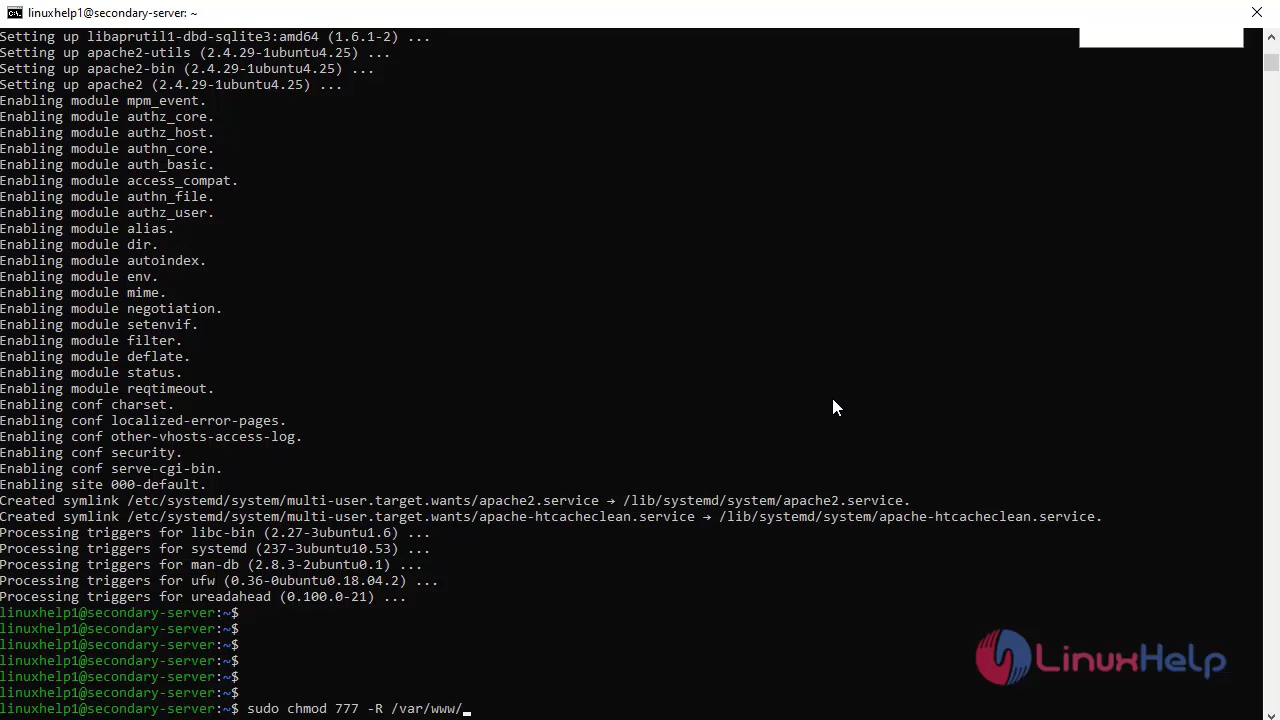 linuxhelp1@secondary-server: ~
Setting up libaprutil1-dbd-sqlite3:amd64 (1.6.1-2) ...
Setting up apache2-utils (2.4.29-1ubuntu4.25) ...
Setting up apache2-bin (2.4.29-1ubuntu4.25) ...
Setting up apache2 (2.4.29-1ubuntu4.25) ...
Enabling module mpm_event.
Enabling module authz_core.
Enabling module authz_host.
Enabling module authn_core.
Enabling module auth_basic.
Enabling module access_compat.
Enabling module authn_file.
Enabling module authz_user.
Enabling module alias.
Enabling module dir.
Enabling module autoindex.
Enabling module env.
Enabling module mime.
Enabling module negotiation.
Enabling module setenvif.
Enabling module filter.
Enabling module deflate.
Enabling module status.
Enabling module reqtimeout.
Enabling conf charset.
Enabling conf localized-error-pages.
Enabling conf other-vhosts-access-log.
Enabling conf security.
Enabling conf serve-cgi-bin.
Enabling site 000-default.
Created symlink /etc/systemd/system/multi-user.target.wants/apache2.service → /lib/systemd/system/apache2.service.
Created symlink /etc/systemd/system/multi-user.target.wants/apache-htcacheclean.service → /lib/systemd/system/apache-htcacheclean.service.
Processing triggers for libc-bin (2.27-3ubuntu1.6) ...
Processing triggers for systemd (237-3ubuntu10.53) ...
Processing triggers for man-db (2.8.3-2ubuntu0.1) ...
Processing triggers for ufw (0.36-0ubuntu0.18.04.2) ...
Processing triggers for ureadahead (0.100.0-21) ...
linuxhelp1@secondary-server:~$
linuxhelp1@secondary-server:~$
linuxhelp1@secondary-server:~$
linuxhelp1@secondary-server:~$
linuxhelp1@secondary-server:~$
linuxhelp1@secondary-server:~$
linuxhelp1@secondary-server:~$ sudo chmod 777 -R /var/www/
LinuxHelp